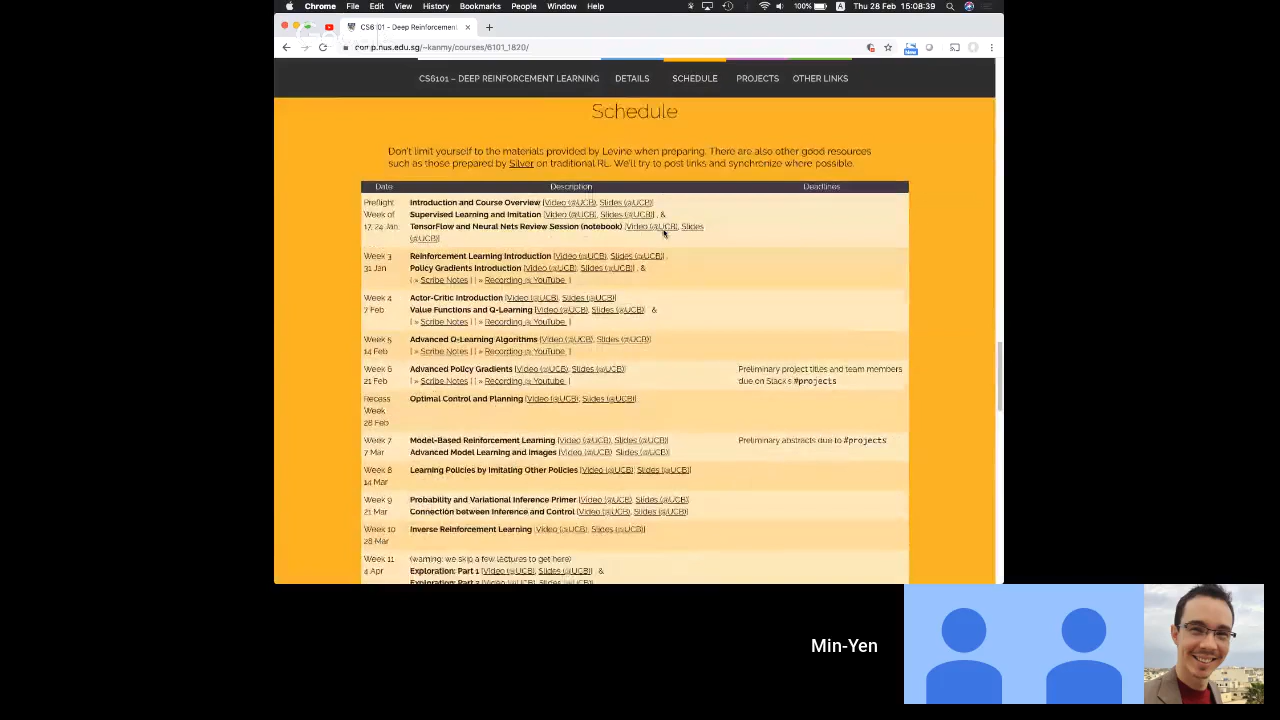 Chrome File Edit View History Bookmarks People Window Help 100% A Thu 28 Feb 15:08:39
CS6101 - Deep Reinforcement
comp.nus.edu.sg/~kanmy/courses/6101_1820/
CS6101 – DEEP REINFORCEMENT LEARNING DETAILS SCHEDULE PROJECTS OTHER LINKS
Schedule
Don't limit yourself to the materials provided by Levine when preparing. There are also other good resources
such as those prepared by Silver on traditional RL. We'll try to post links and synchronize where possible.
Date Description Deadlines
Preflight Introduction and Course Overview [Video (@UCB), Slides (@UCB)]
Week of Supervised Learning and Imitation [Video (@UCB), Slides (@UCB)] , &
17, 24 Jan TensorFlow and Neural Nets Review Session (notebook) [Video (@UCB), Slides
(@UCB)]
Week 3 Reinforcement Learning Introduction [Video (@UCB), Slides (@UCB)] ,
31 Jan Policy Gradients Introduction [Video (@UCB), Slides (@UCB)] , &
[ » Scribe Notes ] [ » Recording @ YouTube ]
Week 4 Actor-Critic Introduction [Video (@UCB), Slides (@UCB)]
7 Feb Value Functions and Q-Learning [Video (@UCB), Slides (@UCB)] &
[ » Scribe Notes ] [ » Recording @ YouTube ]
Week 5 Advanced Q-Learning Algorithms [Video (@UCB), Slides (@UCB)]
14 Feb [ » Scribe Notes ] [ » Recording @ YouTube ]
Week 6 Advanced Policy Gradients [Video (@UCB), Slides (@UCB)] Preliminary project titles and team members
21 Feb [ » Scribe Notes ] [ » Recording @ Youtube ] due on Slack's #projects
Recess Optimal Control and Planning [Video (@UCB), Slides (@UCB)]
Week
28 Feb
Week 7 Model-Based Reinforcement Learning [Video (@UCB), Slides (@UCB)] Preliminary abstracts due to #projects
7 Mar Advanced Model Learning and Images [Video (@UCB), Slides (@UCB)]
Week 8 Learning Policies by Imitating Other Policies [Video (@UCB), Slides (@UCB)]
14 Mar
Week 9 Probability and Variational Inference Primer [Video (@UCB), Slides (@UCB)]
21 Mar Connection between Inference and Control [Video (@UCB), Slides (@UCB)]
Week 10 Inverse Reinforcement Learning [Video (@UCB), Slides (@UCB)]
28 Mar
Week 11 (warning: we skip a few lectures to get here)
4 Apr Exploration: Part 1 [Video (@UCB), Slides (@UCB)] &
Exploration: Part 2 [Video (@UCB), Slides (@UCB)]
Min-Yen